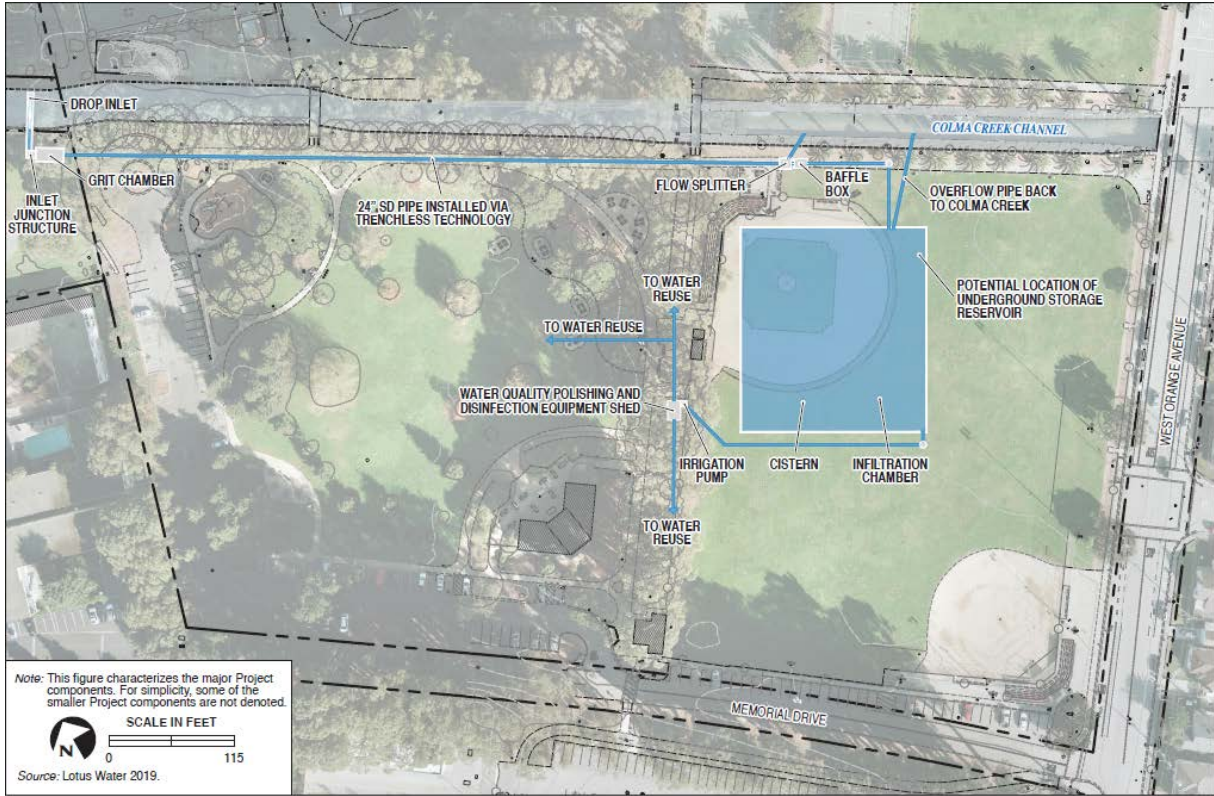 DROP INLET
COLMA CREEK CHANNEL
GRIT CHAMBER
FLOW SPLITTER
BAFFLE
BOX
INLET
JUNCTION
STRUCTURE
24" SD PIPE INSTALLED VIA
TRENCHLESS TECHNOLOGY
OVERFLOW PIPE BACK
TO COLMA CREEK
TO WATER
REUSE
POTENTIAL LOCATION OF
UNDERGROUND STORAGE
RESERVOIR
TO WATER REUSE
WEST ORANGE AVENUE
WATER QUALITY POLISHING AND
DISINFECTION EQUIPMENT SHED
IRRIGATION
PUMP
CISTERN
INFILTRATION
CHAMBER
TO WATER
REUSE
MEMORIAL DRIVE
Note: This figure characterizes the major Project
components. For simplicity, some of the
smaller Project components are not denoted.
N
SCALE IN FEET
0 115
Source: Lotus Water 2019.